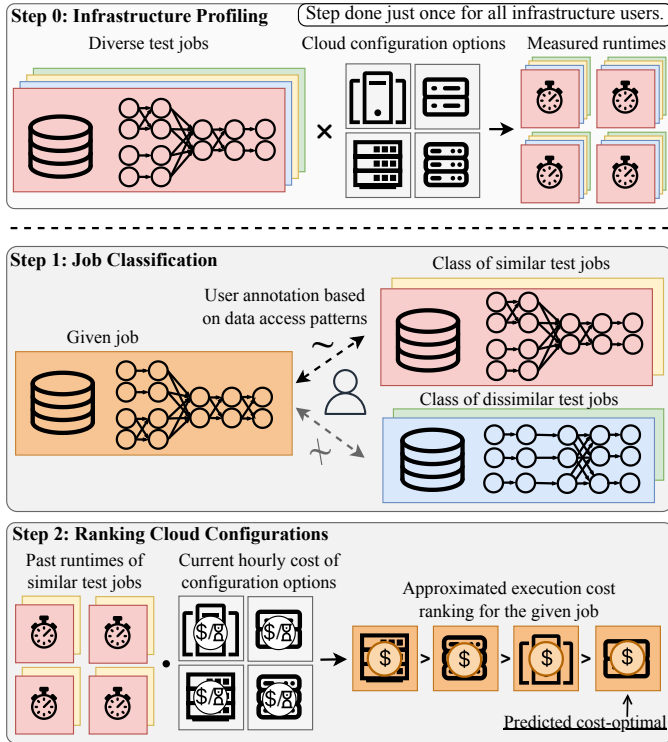 Step 0: Infrastructure Profiling
Step done just once for all infrastructure users.
Diverse test jobs
Cloud configuration options
Measured runtimes
×
Step 1: Job Classification
Class of similar test jobs
User annotation based
on data access patterns
Given job
~
Class of dissimilar test jobs
≁
Step 2: Ranking Cloud Configurations
Past runtimes of
similar test jobs
Current hourly cost of
configuration options
Approximated execution cost
ranking for the given job
$/⌛ $/⌛
$/⌛ $/⌛
·
$ > $ > $ > $
Predicted cost-optimal